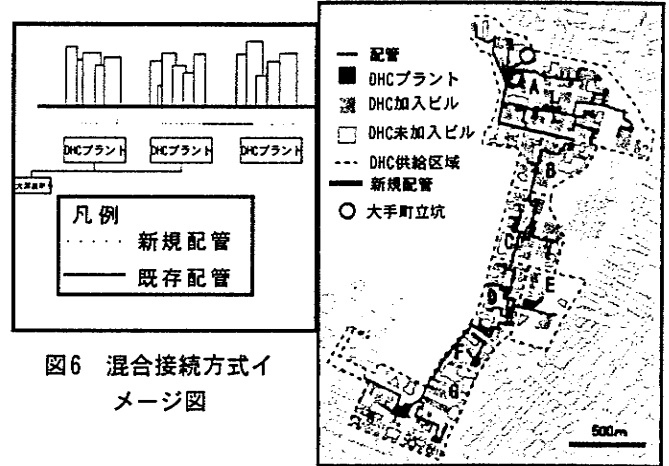 DHCプラント
DHCプラント
DHCプラント
凡例
新規配管
既存配管
図6 混合接続方式イ
メージ図
配管
DHCプラント
DHC加入ビル
DHC未加入ビル
DHC供給区域
新規配管
大手町立坑
A
B
C
D
E
F
G
500m